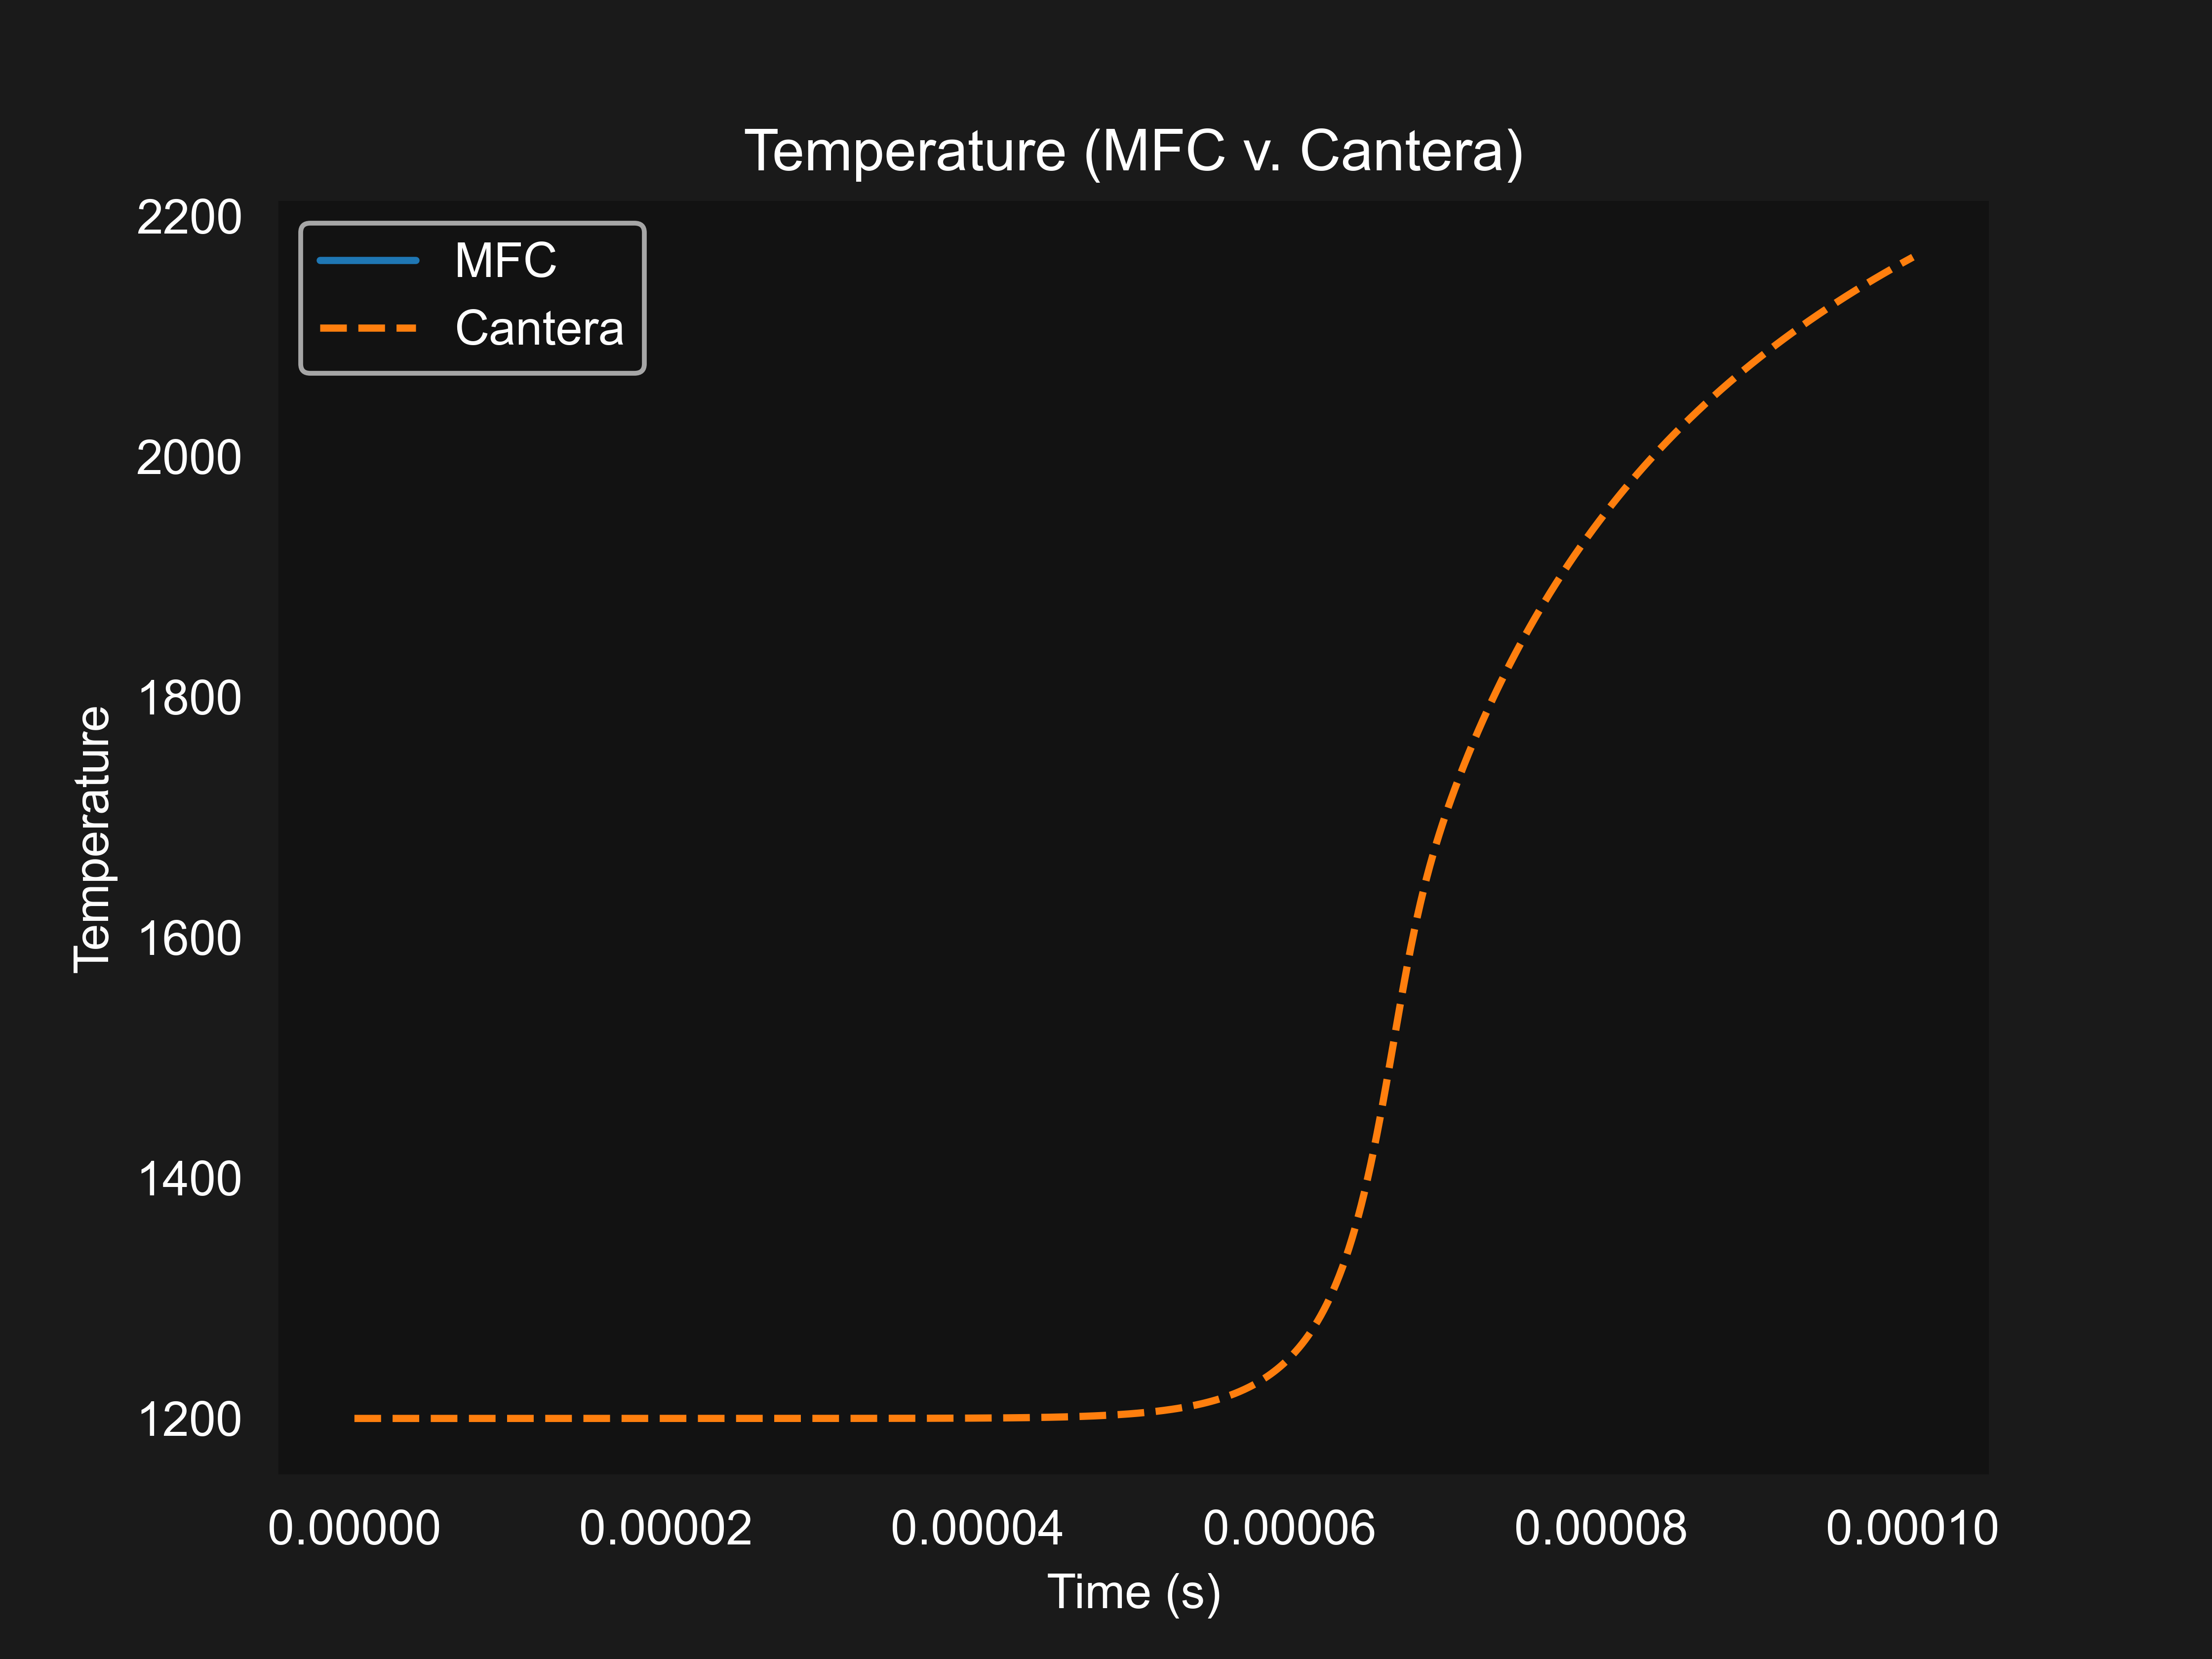 Temperature (MFC v. Cantera)
MFC
Cantera
2200
2000
1800
1600
1400
1200
Temperature
0.00000 0.00002 0.00004 0.00006 0.00008 0.00010
Time (s)